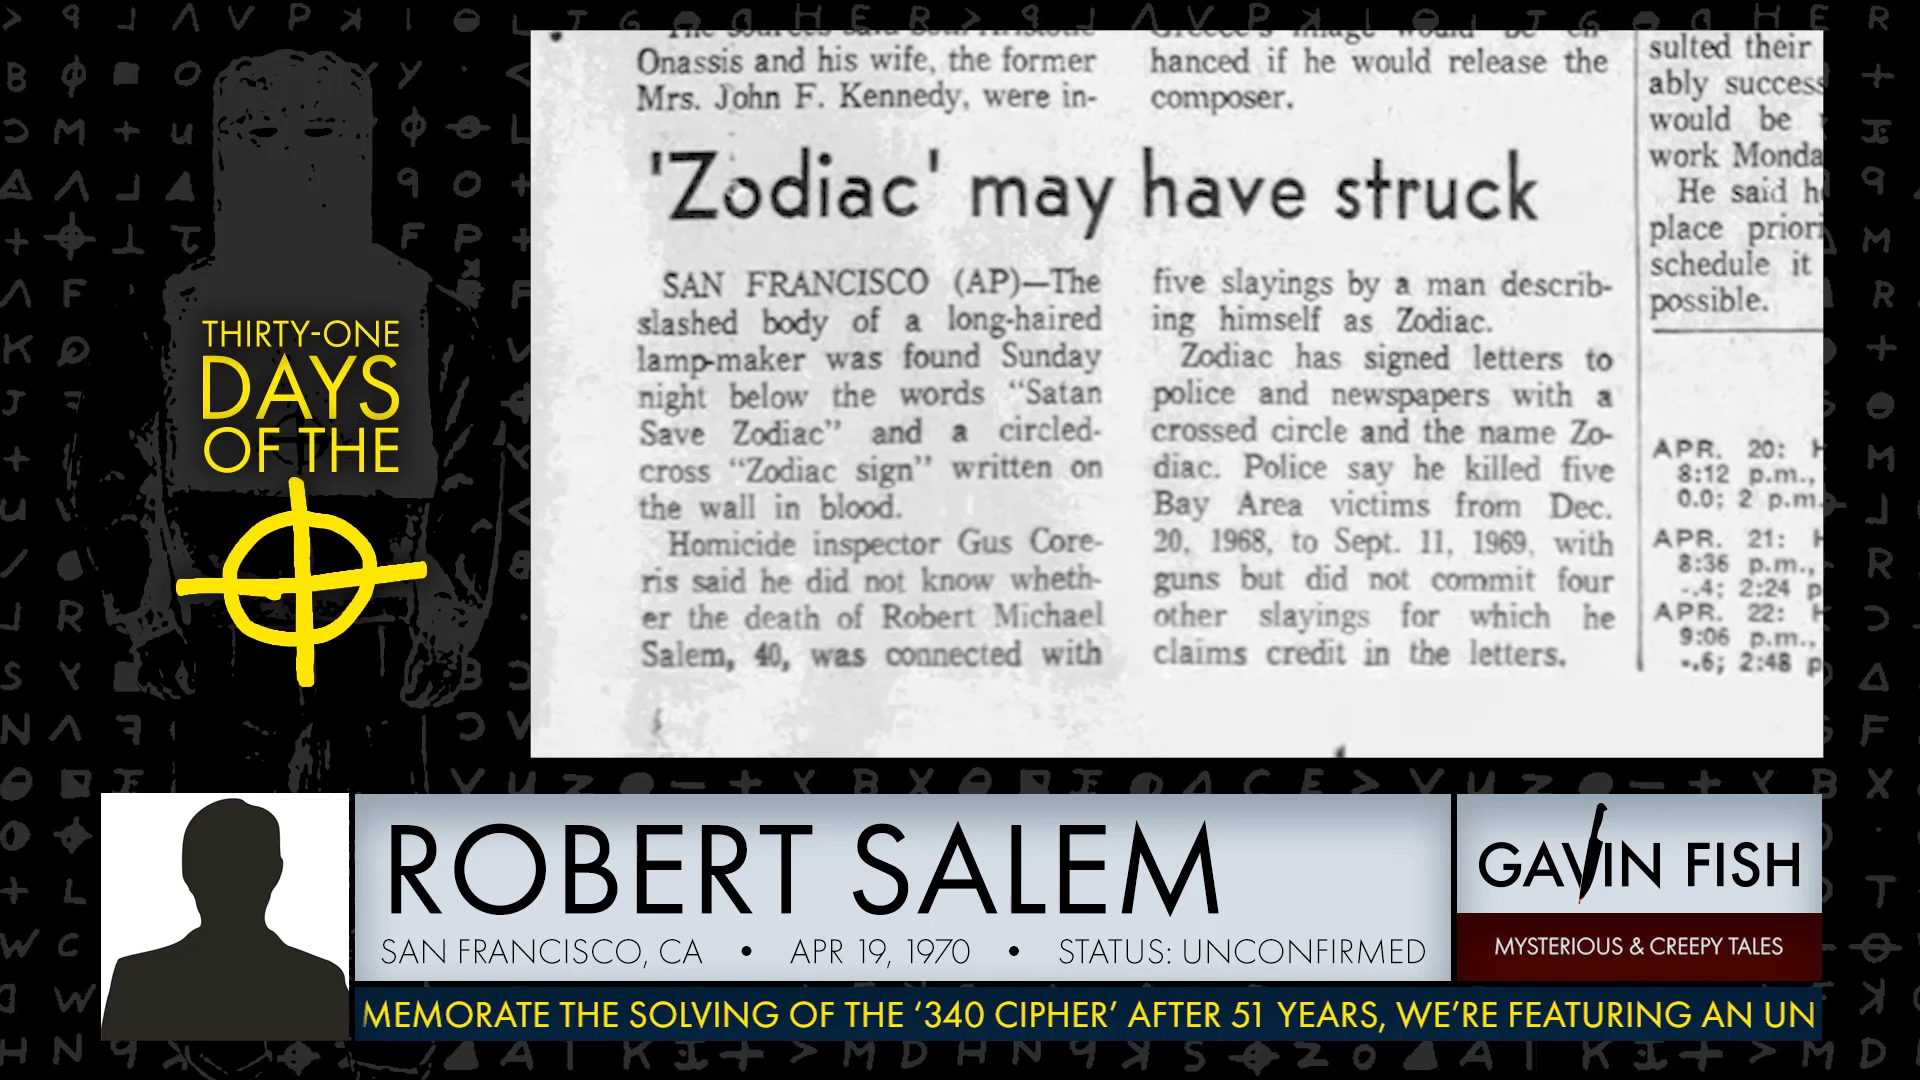 THIRTY-ONE
DAYS
OF THE
Onassis and his wife, the former
Mrs. John F. Kennedy, were in-
hanced if he would release the
composer.
'Zodiac' may have struck
SAN FRANCISCO (AP)—The
slashed body of a long-haired
lamp-maker was found Sunday
night below the words "Satan
Save Zodiac" and a circled-
cross "Zodiac sign" written on
the wall in blood.
Homicide inspector Gus Core-
ris said he did not know wheth-
er the death of Robert Michael
Salem, 40, was connected with
five slayings by a man describ-
ing himself as Zodiac.
Zodiac has signed letters to
police and newspapers with a
crossed circle and the name Zo-
diac. Police say he killed five
Bay Area victims from Dec.
20, 1968, to Sept. 11, 1969, with
guns but did not commit four
other slayings for which he
claims credit in the letters.
sulted their
ably success
would be
work Monda
He said h
place prior
schedule it
possible.
APR. 20: H
8:12 p.m.,
0.0; 2 p.m.
APR. 21: H
8:36 p.m.,
-.4; 2:24 p
APR. 22: H
9:06 p.m.,
-.6; 2:48 p
ROBERT SALEM
SAN FRANCISCO, CA • APR 19, 1970 • STATUS: UNCONFIRMED
GAVIN FISH
MYSTERIOUS & CREEPY TALES
MEMORATE THE SOLVING OF THE '340 CIPHER' AFTER 51 YEARS, WE'RE FEATURING AN UN